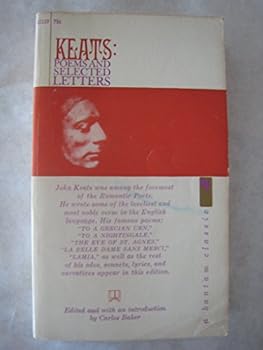 75¢
KEATS:
POEMS AND
SELECTED
LETTERS
John Keats was among the foremost
of the Romantic Poets.
He wrote some of the loveliest and
most noble verse in the English
language. His famous poems:
"TO A GRECIAN URN,"
"TO A NIGHTINGALE,"
"THE EVE OF ST. AGNES,"
"LA BELLE DAME SANS MERCI,"
"LAMIA," as well as the rest
of his odes, sonnets, lyrics, and
narratives appear in this edition.
Edited and with an introduction
by Carlos Baker
a bantam classic